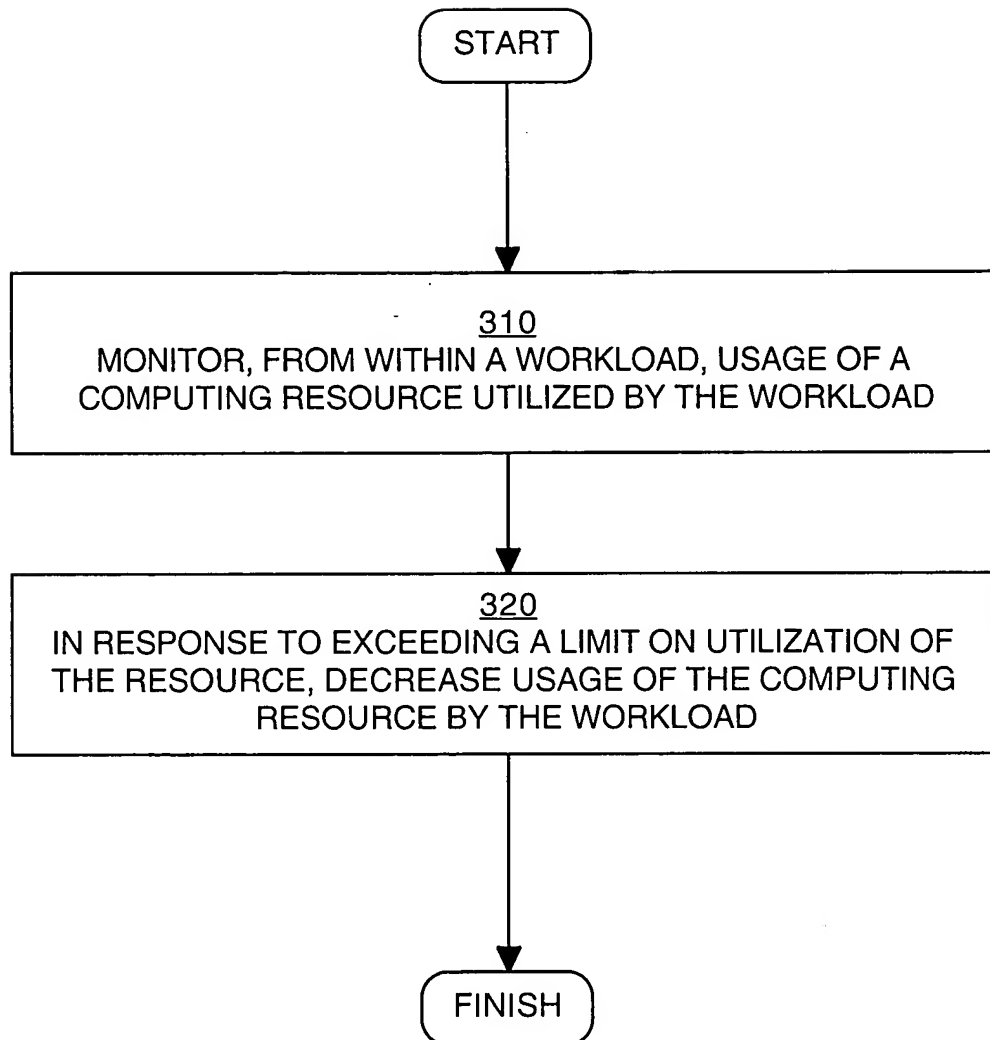 START
310
MONITOR, FROM WITHIN A WORKLOAD, USAGE OF A
COMPUTING RESOURCE UTILIZED BY THE WORKLOAD
320
IN RESPONSE TO EXCEEDING A LIMIT ON UTILIZATION OF
THE RESOURCE, DECREASE USAGE OF THE COMPUTING
RESOURCE BY THE WORKLOAD
FINISH